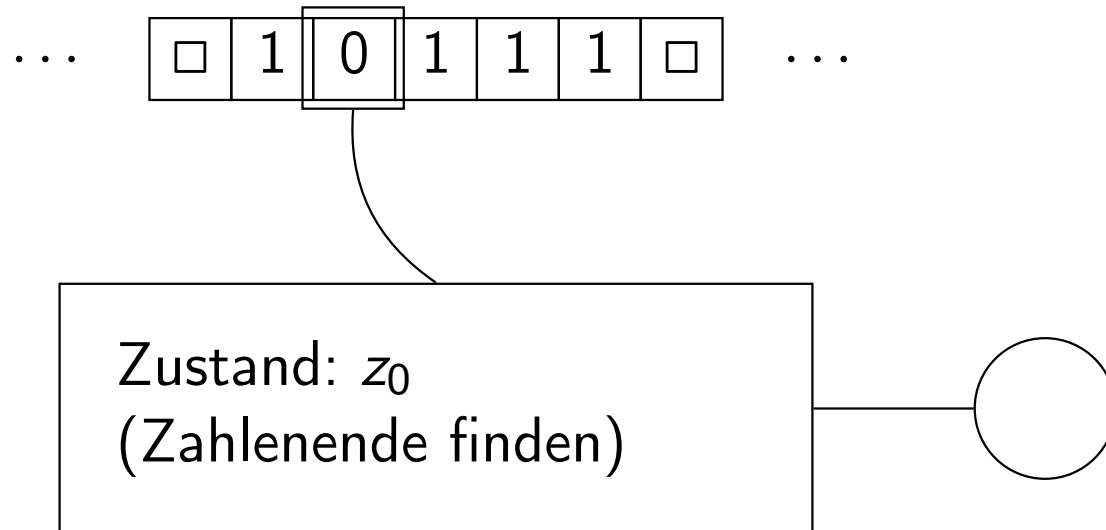 … □ 1 0 1 1 1 □ …
Zustand: z₀
(Zahlenende finden)